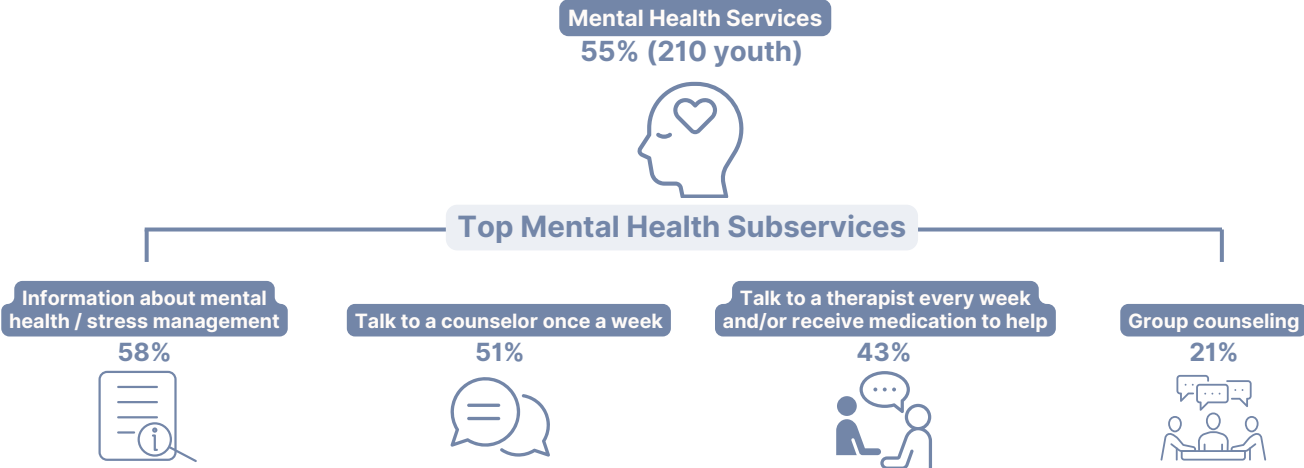 Mental Health Services
55% (210 youth)
Top Mental Health Subservices
Information about mental
health / stress management
58%
Talk to a counselor once a week
51%
Talk to a therapist every week
and/or receive medication to help
43%
Group counseling
21%